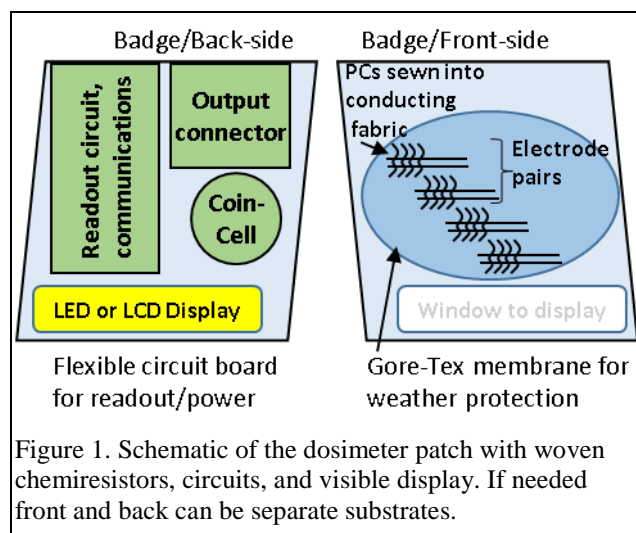 Badge/Back-side
Readout circuit,
communications
Output
connector
Coin-
Cell
LED or LCD Display
Flexible circuit board
for readout/power
Badge/Front-side
PCs sewn into
conducting
fabric
Electrode
pairs
Window to display
Gore-Tex membrane for
weather protection
Figure 1. Schematic of the dosimeter patch with woven
chemiresistors, circuits, and visible display. If needed
front and back can be separate substrates.